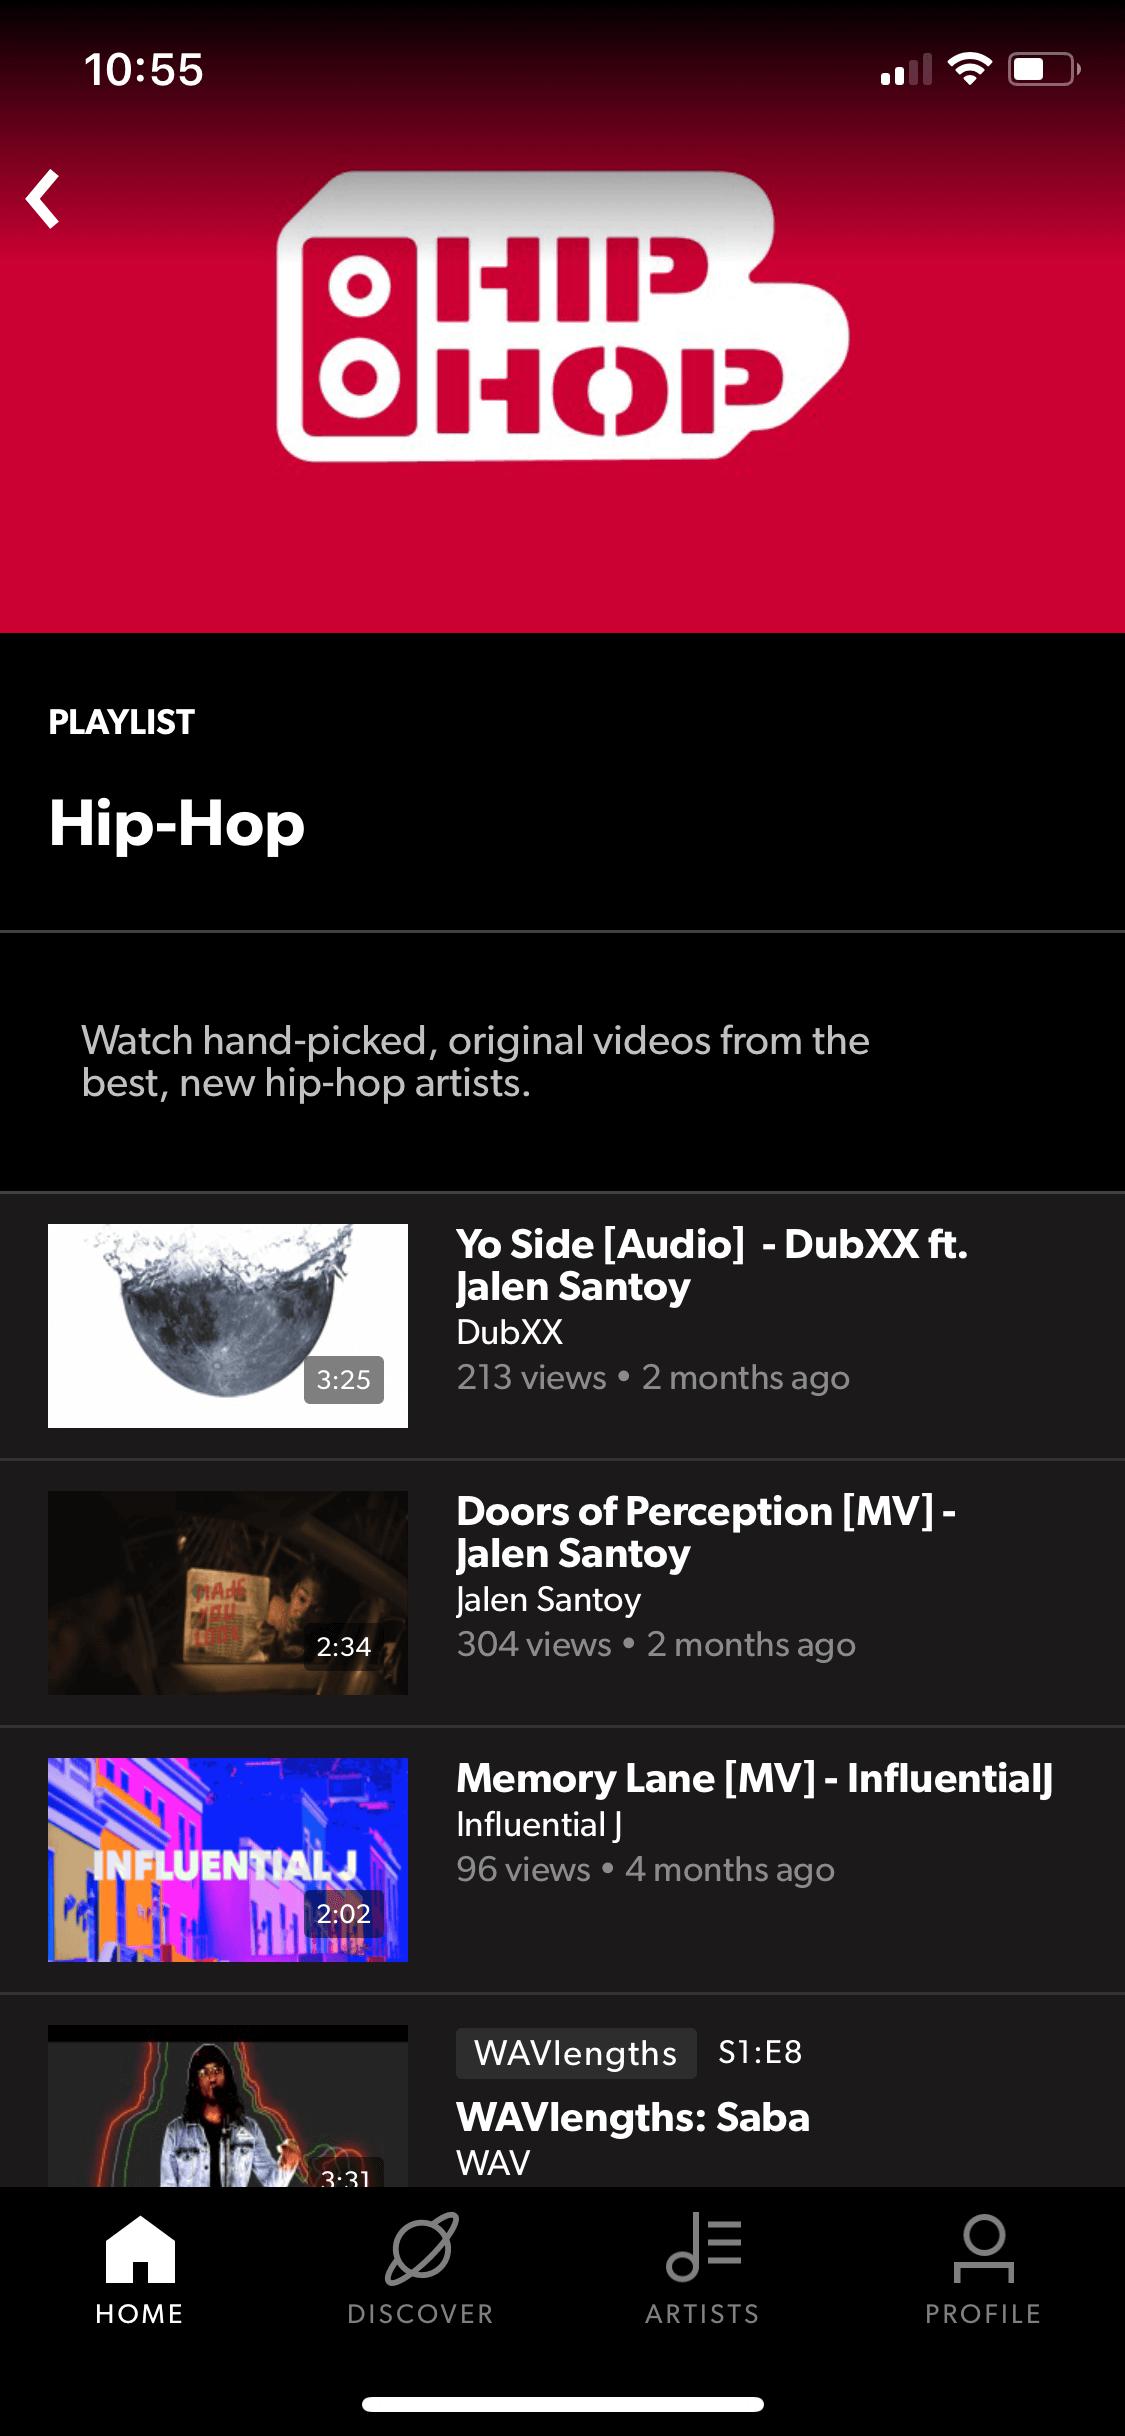 10:55
HIP
HOP
PLAYLIST
Hip-Hop
Watch hand-picked, original videos from the
best, new hip-hop artists.
3:25
Yo Side [Audio]  - DubXX ft.
Jalen Santoy
DubXX
213 views • 2 months ago
MADE
YOU
LOOK
2:34
Doors of Perception [MV] -
Jalen Santoy
Jalen Santoy
304 views • 2 months ago
INFLUENTIAL J
2:02
Memory Lane [MV] - InfluentialJ
Influential J
96 views • 4 months ago
3:31
WAVlengths S1:E8
WAVlengths: Saba
WAV
HOME DISCOVER ARTISTS PROFILE